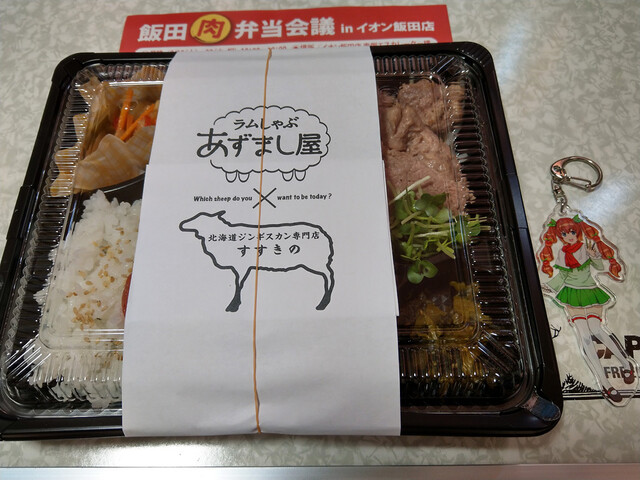 飯田肉弁当会議 in イオン飯田店
ラムしゃぶ
あずまし屋
Which sheep do you × want to be today?
北海道ジンギスカン専門店
すすきの
CAP
FRE